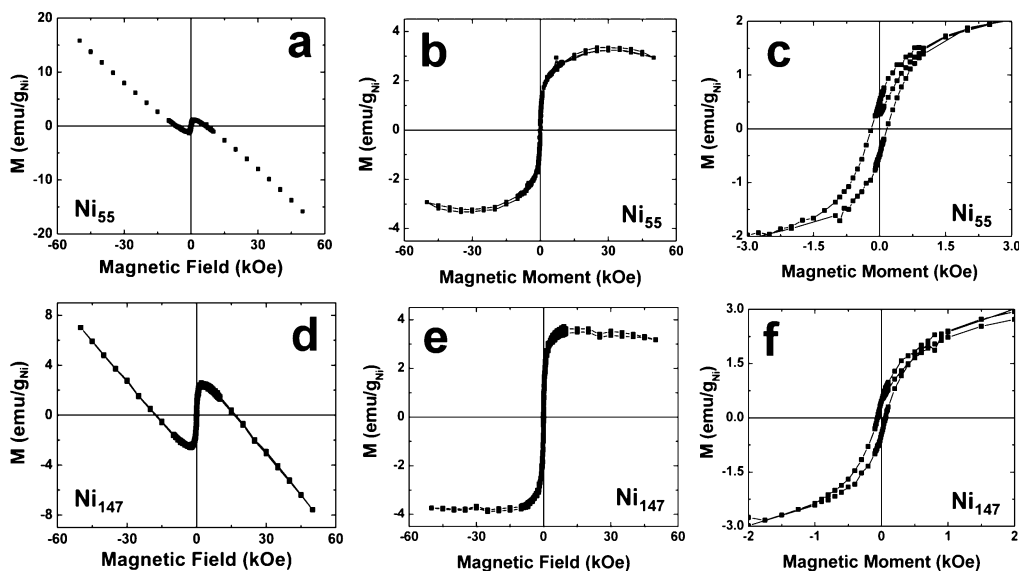 a
20
10
0
-10
-20
M (emu/gNi)
Ni55
-60 -30 0 30 60
Magnetic Field (kOe)
b
4
2
0
-2
-4
M (emu/gNi)
Ni55
-60 -30 0 30 60
Magnetic Moment (kOe)
c
2
1
0
-1
-2
M (emu/gNi)
Ni55
-3.0 -1.5 0.0 1.5 3.0
Magnetic Moment (kOe)
d
8
4
0
-4
-8
M (emu/gNi)
Ni147
-60 -30 0 30 60
Magnetic Field (kOe)
e
4
2
0
-2
-4
M (emu/gNi)
Ni147
-60 -30 0 30 60
Magnetic Field (kOe)
f
3.0
1.5
0.0
-1.5
-3.0
M (emu/gNi)
Ni147
-2 -1 0 1 2
Magnetic Moment (kOe)